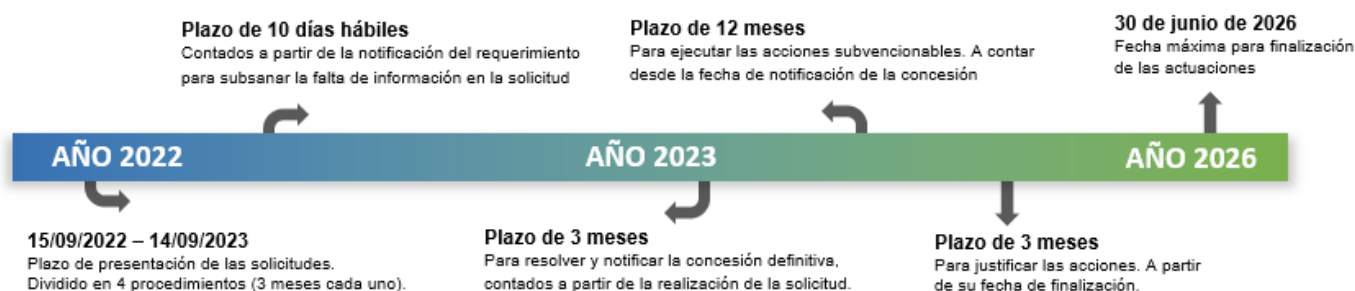 Plazo de 10 días hábiles
Contados a partir de la notificación del requerimiento
para subsanar la falta de información en la solicitud
Plazo de 12 meses
Para ejecutar las acciones subvencionables. A contar
desde la fecha de notificación de la concesión
30 de junio de 2026
Fecha máxima para finalización
de las actuaciones
AÑO 2022
AÑO 2023
AÑO 2026
15/09/2022 – 14/09/2023
Plazo de presentación de las solicitudes.
Dividido en 4 procedimientos (3 meses cada uno).
Plazo de 3 meses
Para resolver y notificar la concesión definitiva,
contados a partir de la realización de la solicitud.
Plazo de 3 meses
Para justificar las acciones. A partir
de su fecha de finalización.